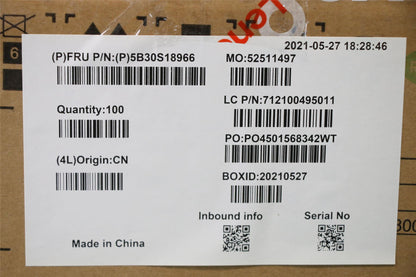 Leno
2021-05-27 18:28:46
(P)FRU P/N:(P)5B30S18966
MO:52511497
Quantity:100
LC P/N:712100495011
PO:PO4501568342WT
(4L)Origin:CN
BOXID:20210527
Inbound info
Serial No
Made in China